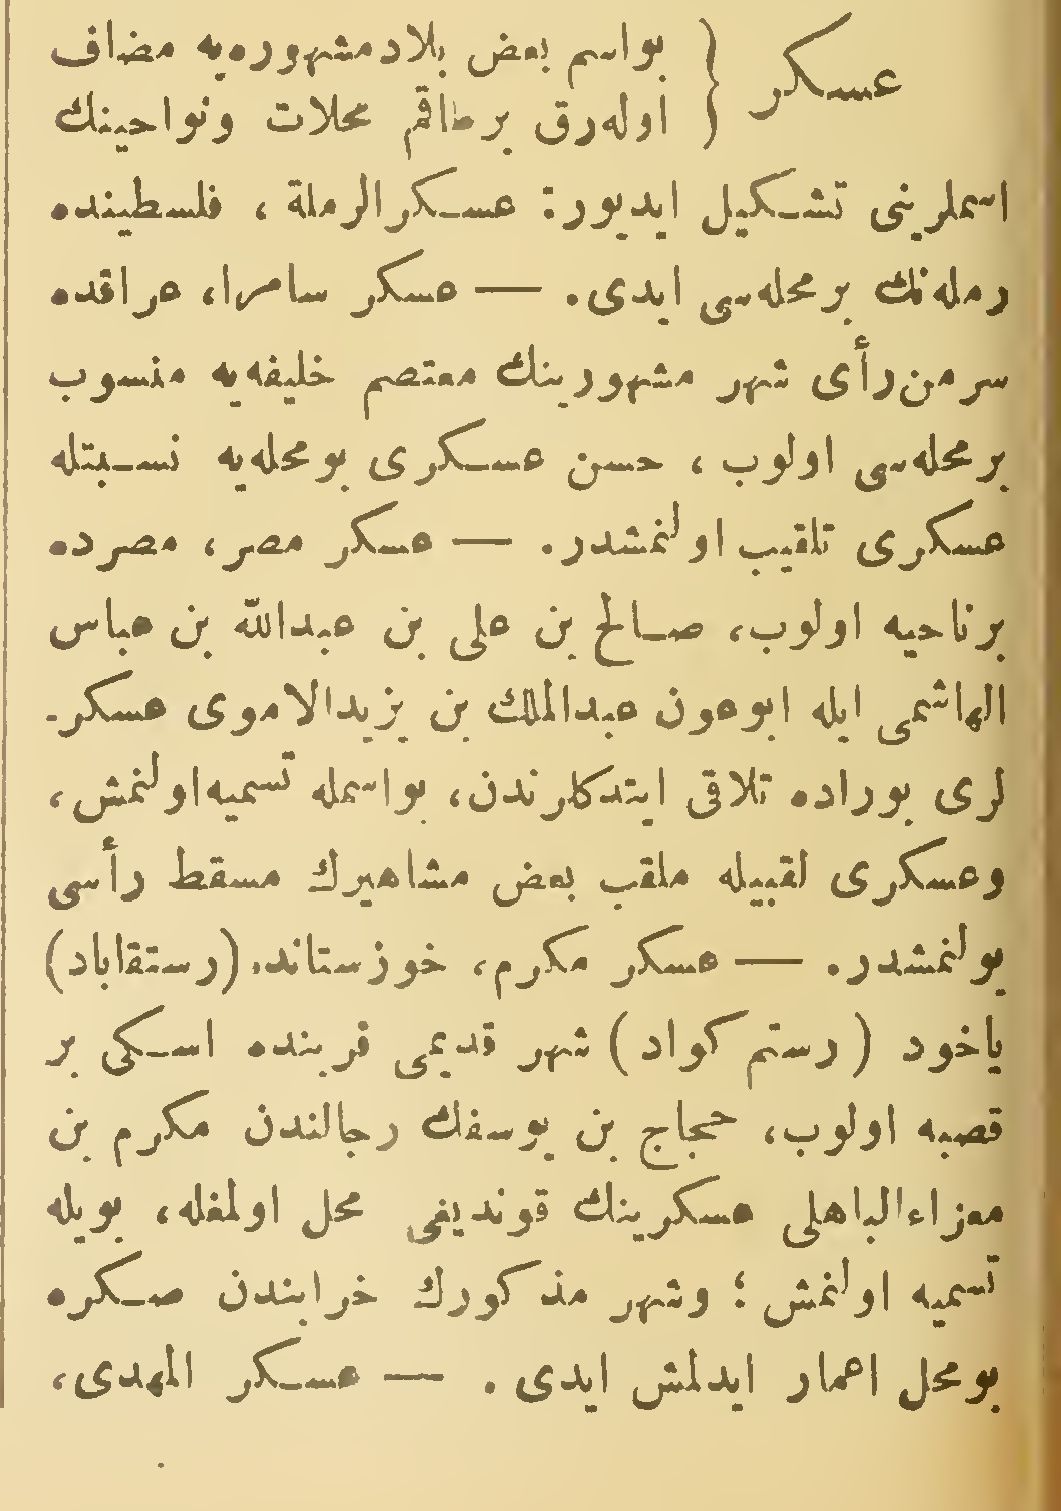 عسكر { بواسم بعض بلاد مشهوره‌یه مضاف
اوله‌رق بر طاقم محلات ونواحینك
اسملرینی تشكیل ایدیور: عسكر الرملة ، فلسطینده
رمله‌نك بر محله‌سی ایدی. — عسكر سامرا، عراقده
سر من رأی شهر مشهورینك معتصم خلیفه‌یه منسوب
بر محله‌سی اولوب ، حسن عسكری بو محله‌یه نسبتله
عسكری تلقیب اولنمشدر. — عسكر مصر، مصرده
بر ناحیه اولوب، صالح بن علی بن عبدالله بن عباس
الهاشمی ایله ابوعون عبدالملك بن یزید الاموی عسكر-
لری بوراده تلاقی ایتدكلرندن، بو اسمله تسمیه اولنمش،
وعسكری لقبیله ملقب بعض مشاهیرك مسقط رأسی
بولنمشدر. — عسكر مكرم، خوزستانده (رستقاباد)
یاخود (رستم كواد) شهر قدیمی قربنده اسكی بر
قصبه اولوب، حجاج بن یوسفك رجالندن مكرم بن
معزاء الباهلی عسكرینك قوندیغی محل اولمغله، بویله
تسمیه اولنمش ؛ وشهر مذكورك خرابندن صكره
بو محل اعمار ایدلمش ایدی . — عسكر المهدی،